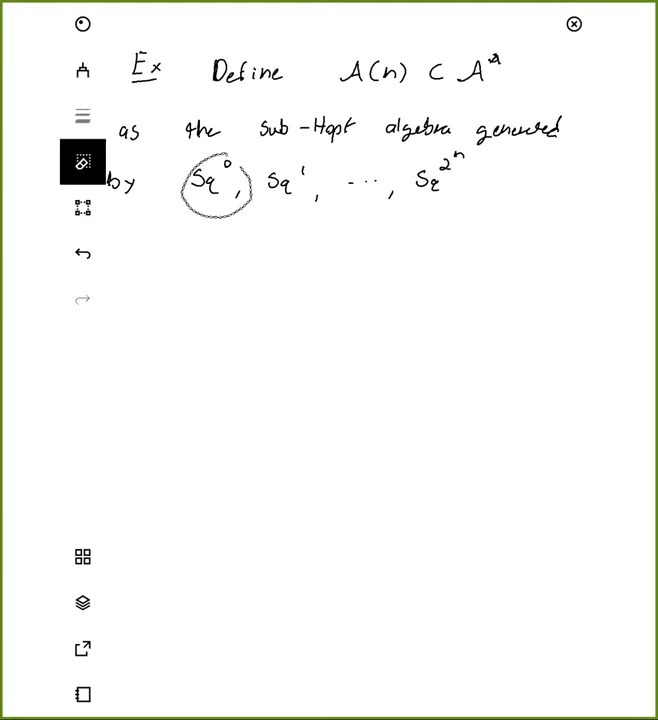 Ex Define A(n) ⊂ A*
as the sub-Hopf algebra generated
by Sq⁰, Sq¹, ⋯, Sq^{2^n}